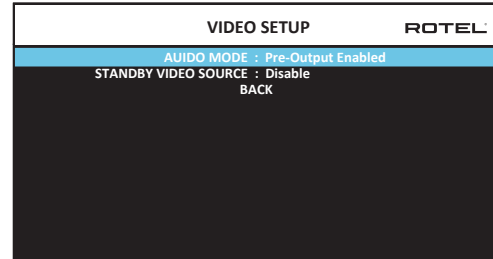 VIDEO SETUP ROTEL
AUIDO MODE : Pre-Output Enabled
STANDBY VIDEO SOURCE : Disable
BACK